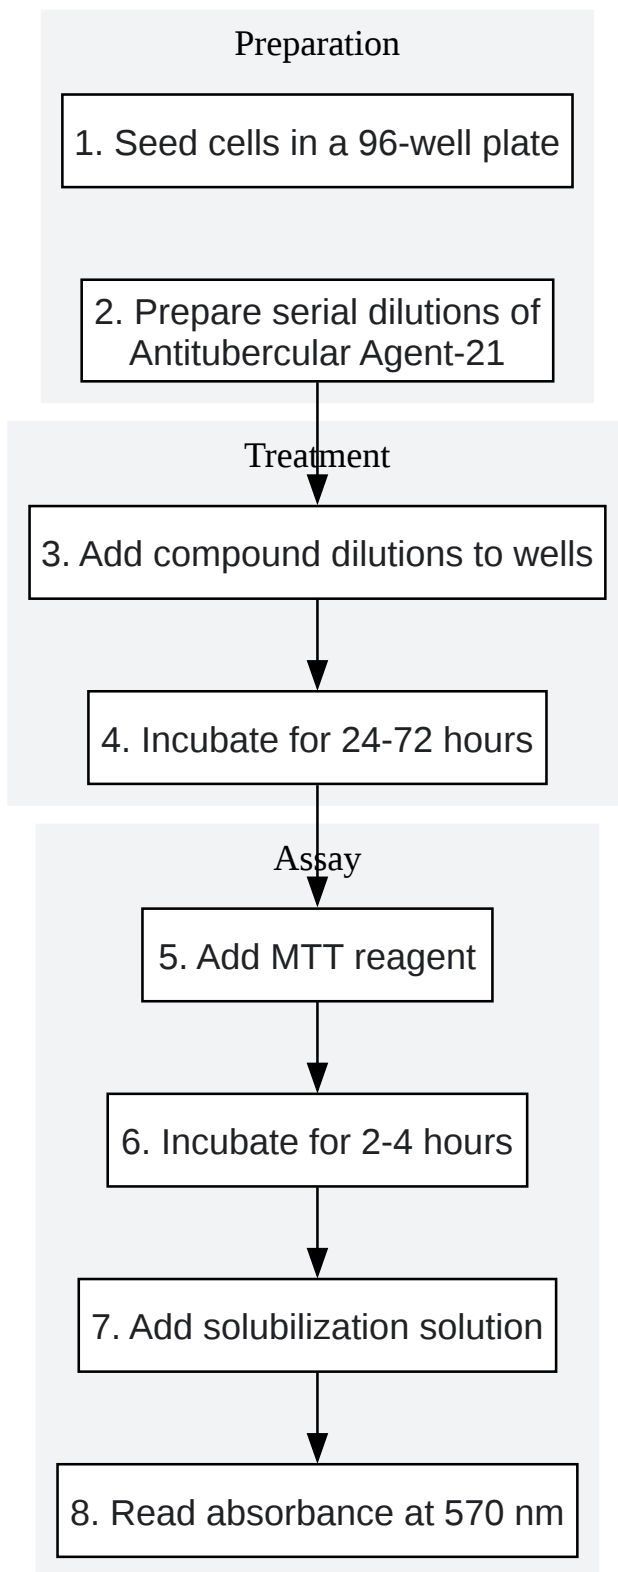 Preparation
1. Seed cells in a 96-well plate
2. Prepare serial dilutions of
Antitubercular Agent-21
Treatment
3. Add compound dilutions to wells
4. Incubate for 24-72 hours
Assay
5. Add MTT reagent
6. Incubate for 2-4 hours
7. Add solubilization solution
8. Read absorbance at 570 nm